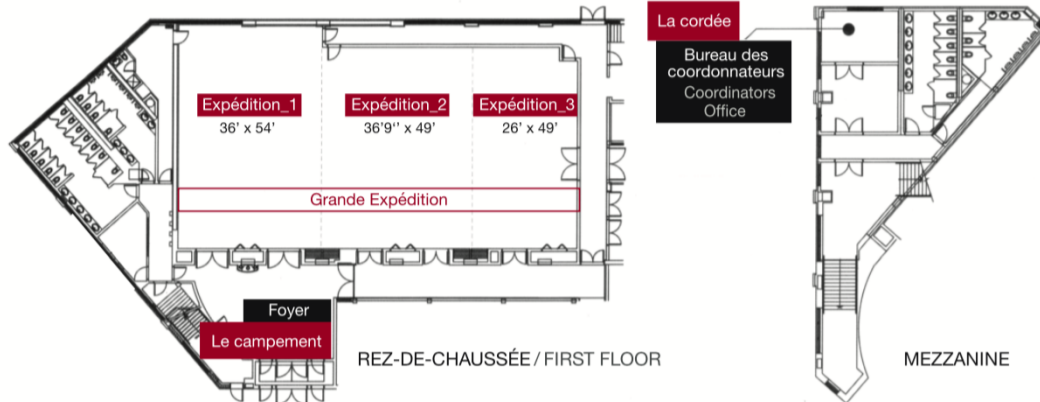 Expédition_1
36' x 54'
Expédition_2
36'9'' x 49'
Expédition_3
26' x 49'
Grande Expédition
Foyer
Le campement
REZ-DE-CHAUSSÉE / FIRST FLOOR
La cordée
Bureau des
coordonnateurs
Coordinators
Office
MEZZANINE